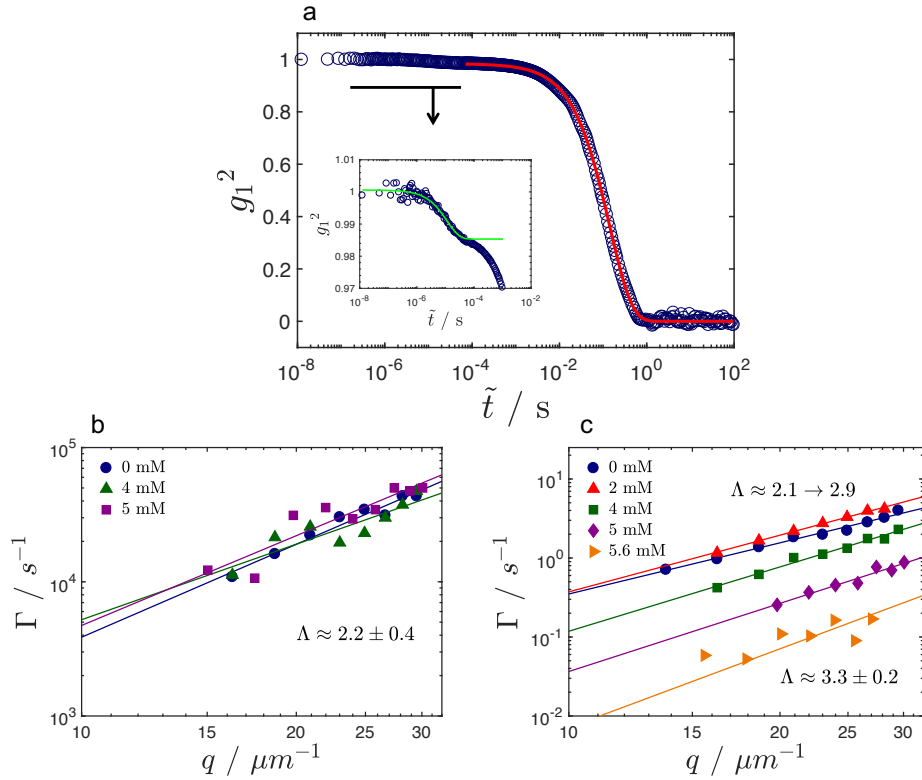 a
g₁²
1
0.8
0.6
0.4
0.2
0
10⁻⁸ 10⁻⁶ 10⁻⁴ 10⁻² 10⁰ 10²
t̃ / s
g₁²
1.01
1
0.99
0.98
0.97
10⁻⁸ 10⁻⁶ 10⁻⁴ 10⁻²
t̃ / s
b
Γ / s⁻¹
10⁵
10⁴
10³
0 mM
4 mM
5 mM
Λ ≈ 2.2 ± 0.4
10 15 20 25 30
q / μm⁻¹
c
Γ / s⁻¹
10¹
10⁰
10⁻¹
10⁻²
0 mM
2 mM
4 mM
5 mM
5.6 mM
Λ ≈ 2.1 → 2.9
Λ ≈ 3.3 ± 0.2
10 15 20 25 30
q / μm⁻¹